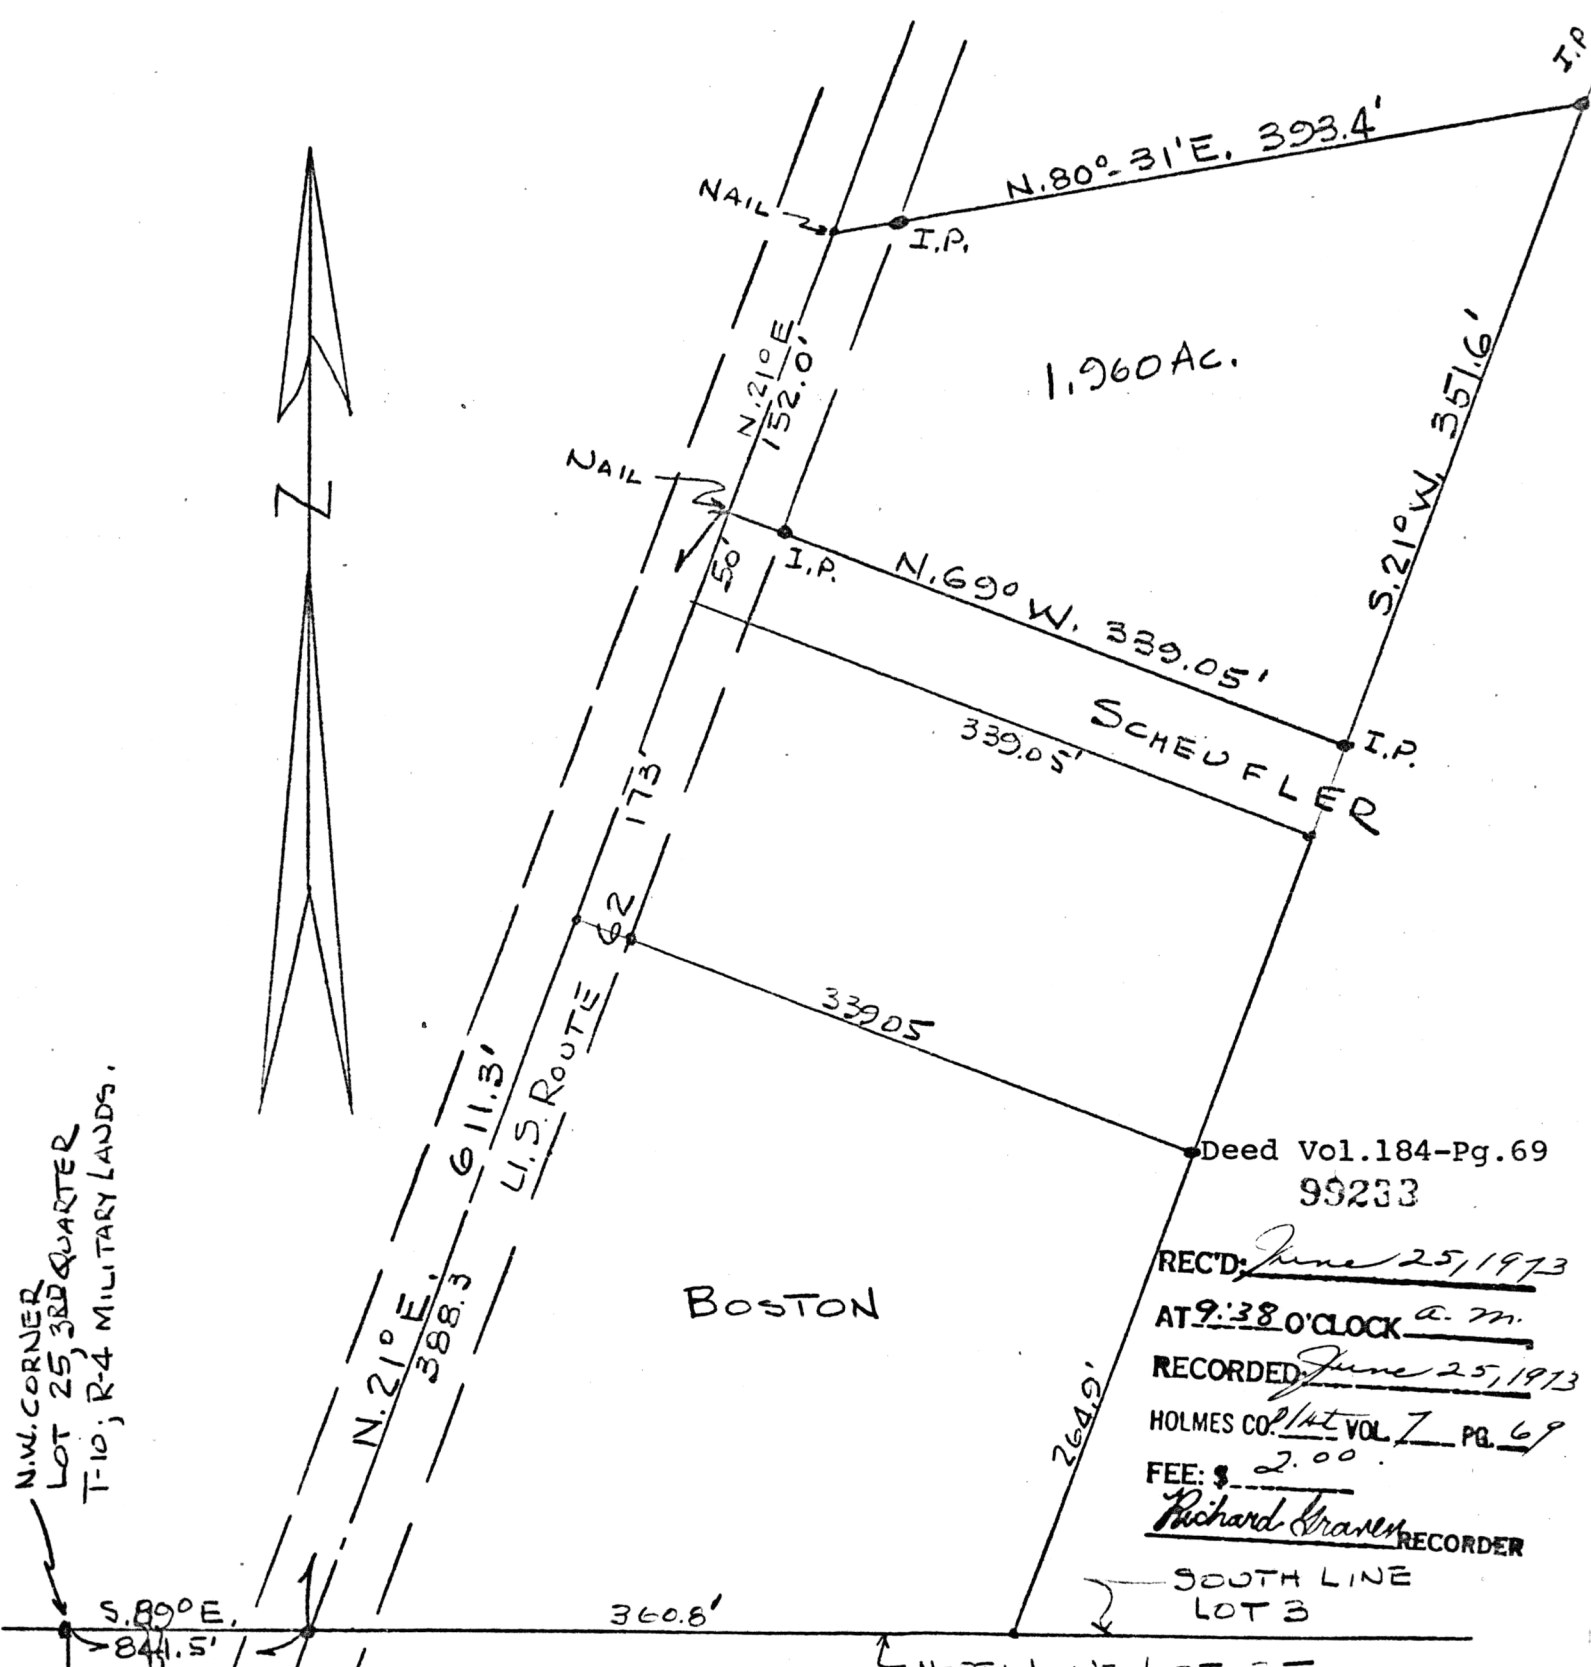 I.P.
N.80°-31'E. 393.4'
NAIL
I.P.
N.21°E
152.0'
1.960 AC.
S.21°W. 351.6'
NAIL
I.P.
50'
N.69° W. 339.05'
I.P.
SCHEUFLER
339.05'
173'
62
U.S. ROUTE
339.05
N
611.3'
N.21° E.
388.3'
BOSTON
264.9'
Deed Vol.184-Pg.69
99233
REC'D: June 25, 1973
AT 9:38 O'CLOCK a. m.
RECORDED June 25, 1973
HOLMES CO. Plat VOL. 7 PG. 69
FEE: $ 2.00
Richard Graven RECORDER
SOUTH LINE
LOT 3
N.W. CORNER
LOT 25, 3RD QUARTER
T-10; R-4 MILITARY LANDS.
S.89°E.
841.5'
360.8'